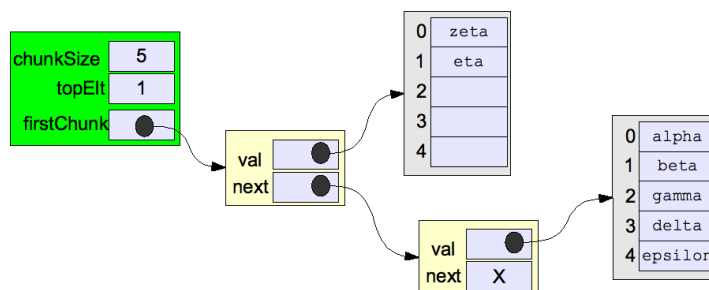 chunkSize 5
topElt 1
firstChunk
val
next
0 zeta
1 eta
2
3
4
val
next X
0 alpha
1 beta
2 gamma
3 delta
4 epsilon